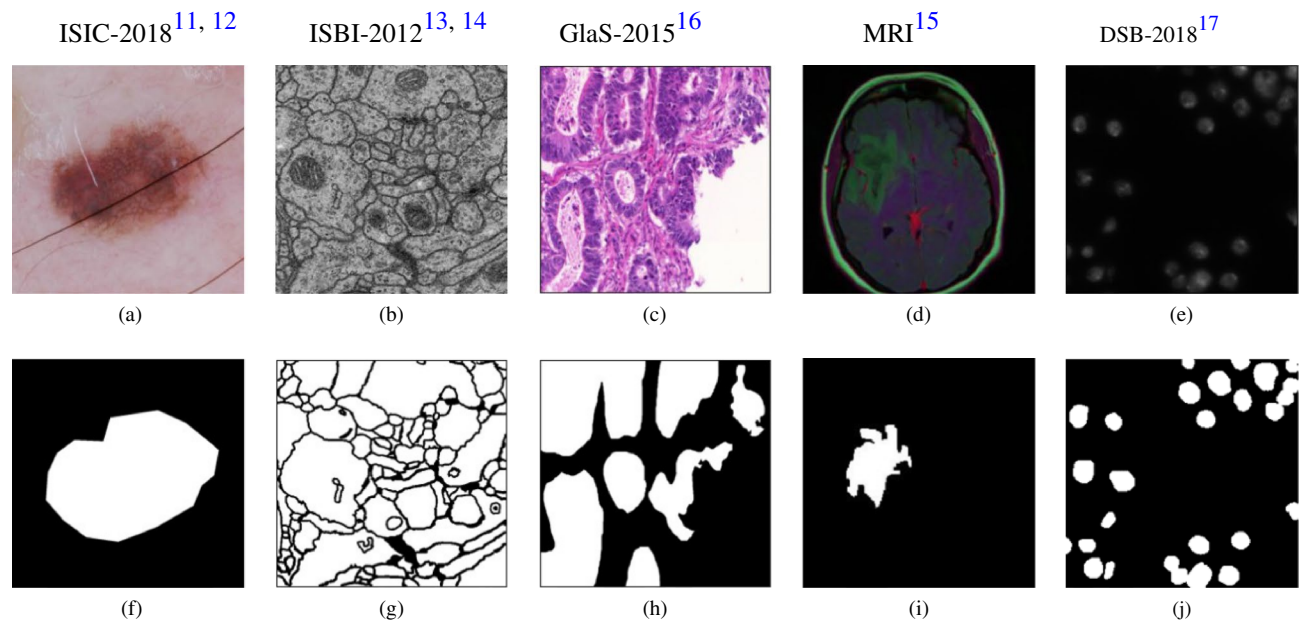 ISIC-201811, 12 ISBI-201213, 14 GlaS-201516 MRI15 DSB-201817
(a) (b) (c) (d) (e)
(f) (g) (h) (i) (j)